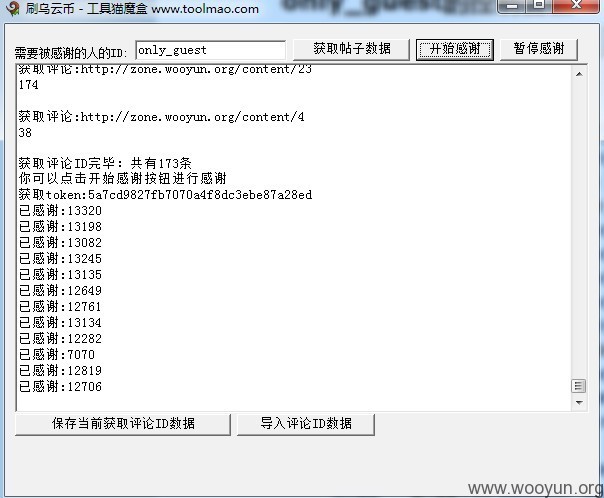 刷乌云币 - 工具猫魔盒 www.toolmao.com
需要被感谢的人的ID: only_guest 获取帖子数据 开始感谢 暂停感谢
获取评论:http://zone.wooyun.org/content/23
174
获取评论:http://zone.wooyun.org/content/4
38
获取评论ID完毕: 共有173条
你可以点击开始感谢按钮进行感谢
获取token:5a7cd9827fb7070a4f8dc3ebe87a28ed
已感谢:13320
已感谢:13198
已感谢:13082
已感谢:13245
已感谢:13135
已感谢:12649
已感谢:12761
已感谢:13134
已感谢:12282
已感谢:7070
已感谢:12819
已感谢:12706
保存当前获取评论ID数据 导入评论ID数据
www.wooyun.org